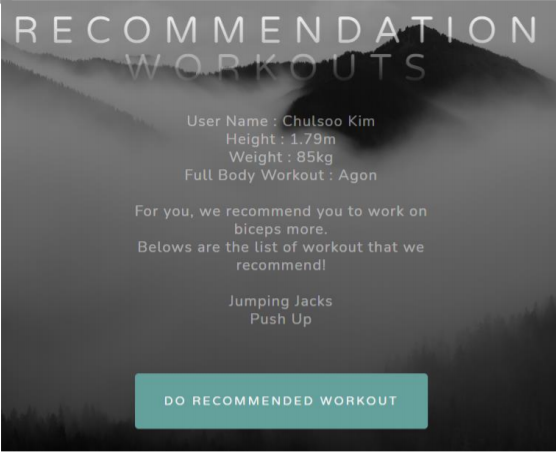 RECOMMENDATION
WORKOUTS
User Name : Chulsoo Kim
Height : 1.79m
Weight : 85kg
Full Body Workout : Agon
For you, we recommend you to work on
biceps more.
Belows are the list of workout that we
recommend!
Jumping Jacks
Push Up
DO RECOMMENDED WORKOUT